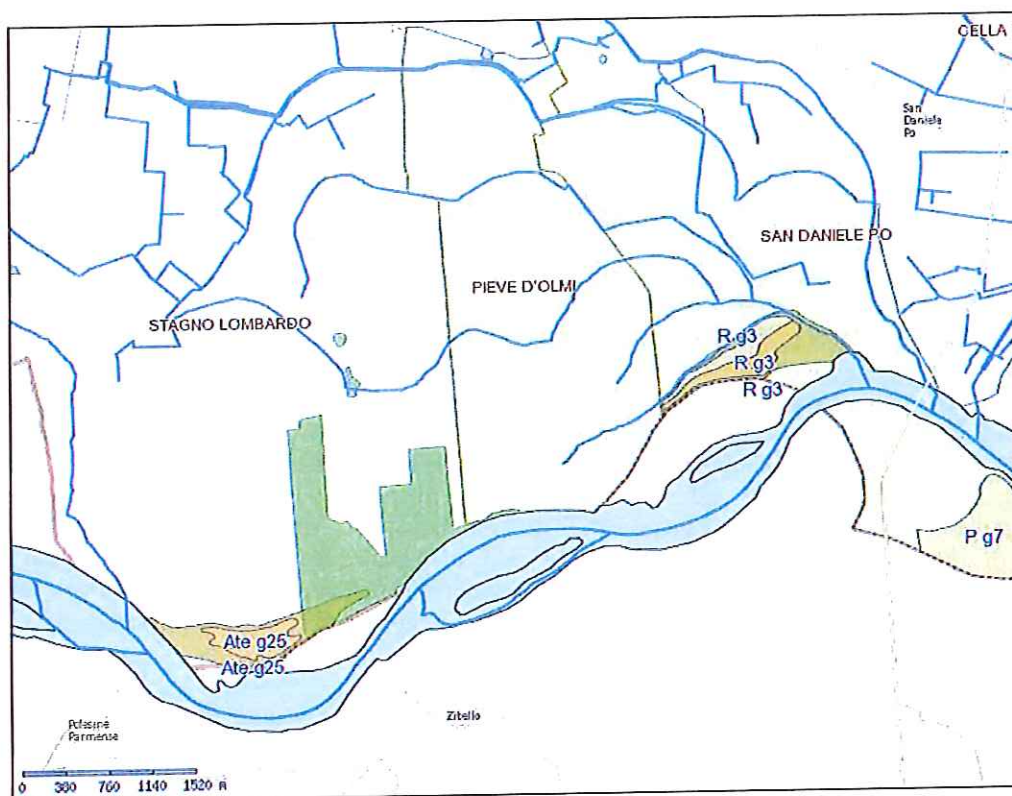 CELLA
San
Daniele
Po
SAN DANIELE PO
PIEVE D'OLMI
STAGNO LOMBARDO
R g3
R g3
R g3
P g7
Ate g25
Ate g25
Zibello
Polesine
Parmense
0 380 760 1140 1520 m